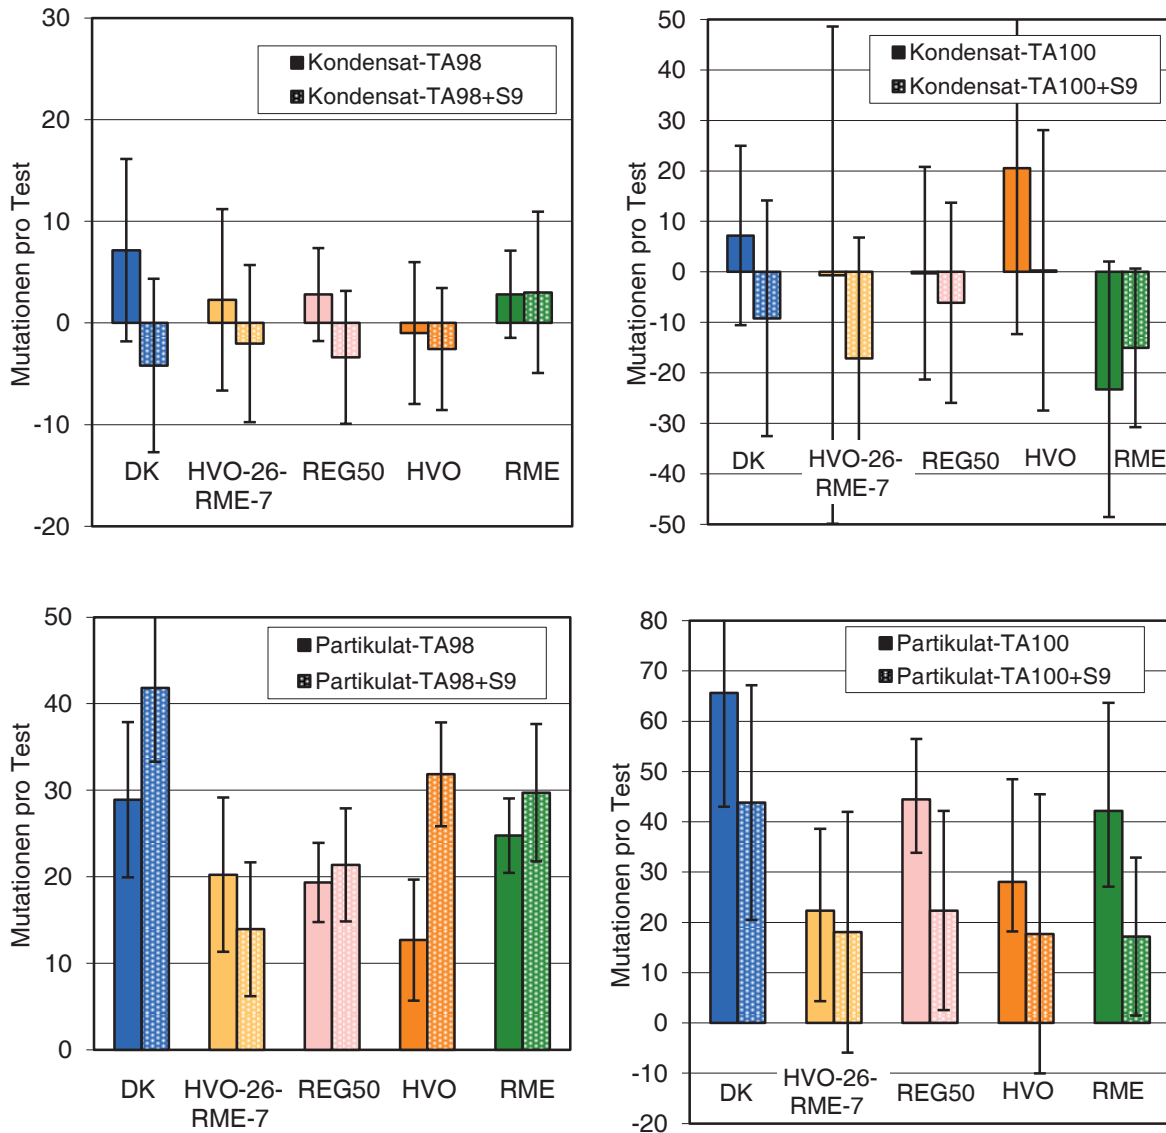 Mutationen pro Test
30
20
10
0
-10
-20
Kondensat-TA98
Kondensat-TA98+S9
DK
HVO-26-
RME-7
REG50
HVO
RME
Mutationen pro Test
50
40
30
20
10
0
-10
-20
-30
-40
-50
Kondensat-TA100
Kondensat-TA100+S9
DK
HVO-26-
RME-7
REG50
HVO
RME
Mutationen pro Test
50
40
30
20
10
0
Partikulat-TA98
Partikulat-TA98+S9
DK
HVO-26-
RME-7
REG50
HVO
RME
Mutationen pro Test
80
70
60
50
40
30
20
10
0
-10
-20
Partikulat-TA100
Partikulat-TA100+S9
DK
HVO-26-
RME-7
REG50
HVO
RME